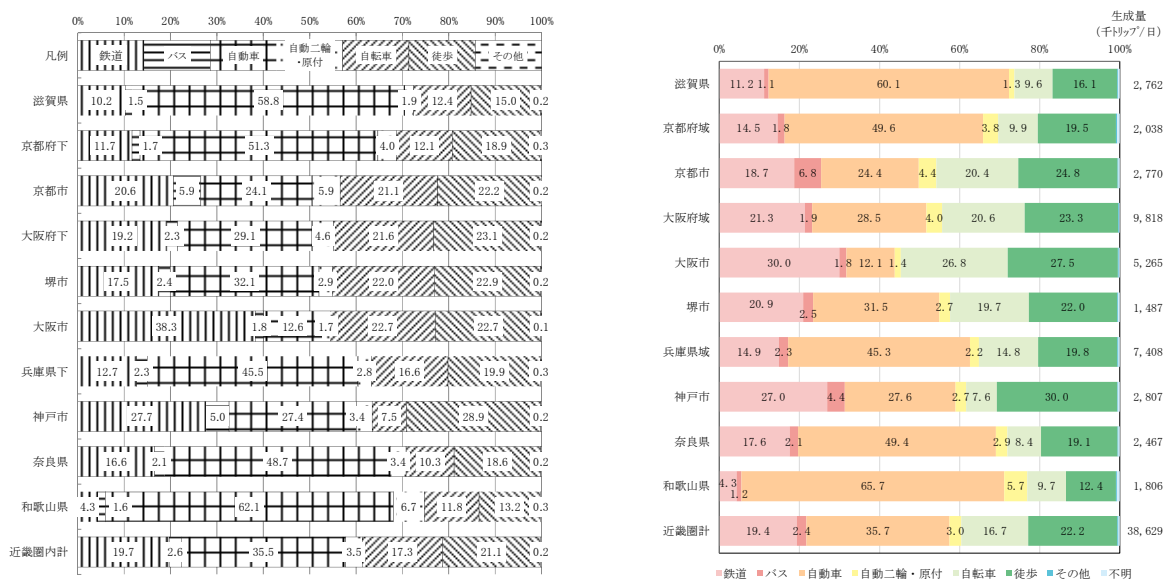 0% 10% 20% 30% 40% 50% 60% 70% 80% 90% 100%
凡例 鉄道 バス 自動車 自動二輪・原付 自転車 徒歩 その他
滋賀県 10.2 1.5 58.8 1.9 12.4 15.0 0.2
京都府下 11.7 1.7 51.3 4.0 12.1 18.9 0.3
京都市 20.6 5.9 24.1 5.9 21.1 22.2 0.2
大阪府下 19.2 2.3 29.1 4.6 21.6 23.1 0.2
堺市 17.5 2.4 32.1 2.9 22.0 22.9 0.2
大阪市 38.3 1.8 12.6 1.7 22.7 22.7 0.1
兵庫県下 12.7 2.3 45.5 2.8 16.6 19.9 0.3
神戸市 27.7 5.0 27.4 3.4 7.5 28.9 0.2
奈良県 16.6 2.1 48.7 3.4 10.3 18.6 0.2
和歌山県 4.3 1.6 62.1 6.7 11.8 13.2 0.3
近畿圏内計 19.7 2.6 35.5 3.5 17.3 21.1 0.2
生成量
(千トリップ/日)
0% 20% 40% 60% 80% 100%
滋賀県 11.2 1.1 60.1 1.3 9.6 16.1 2,762
京都府域 14.5 1.8 49.6 3.8 9.9 19.5 2,038
京都市 18.7 6.8 24.4 4.4 20.4 24.8 2,770
大阪府域 21.3 1.9 28.5 4.0 20.6 23.3 9,818
大阪市 30.0 1.8 12.1 1.4 26.8 27.5 5,265
堺市 20.9 2.5 31.5 2.7 19.7 22.0 1,487
兵庫県域 14.9 2.3 45.3 2.2 14.8 19.8 7,408
神戸市 27.0 4.4 27.6 2.7 7.6 30.0 2,807
奈良県 17.6 2.1 49.4 2.9 8.4 19.1 2,467
和歌山県 4.3 1.2 65.7 5.7 9.7 12.4 1,806
近畿圏計 19.4 2.4 35.7 3.0 16.7 22.2 38,629
鉄道 バス 自動車 自動二輪・原付 自転車 徒歩 その他 不明